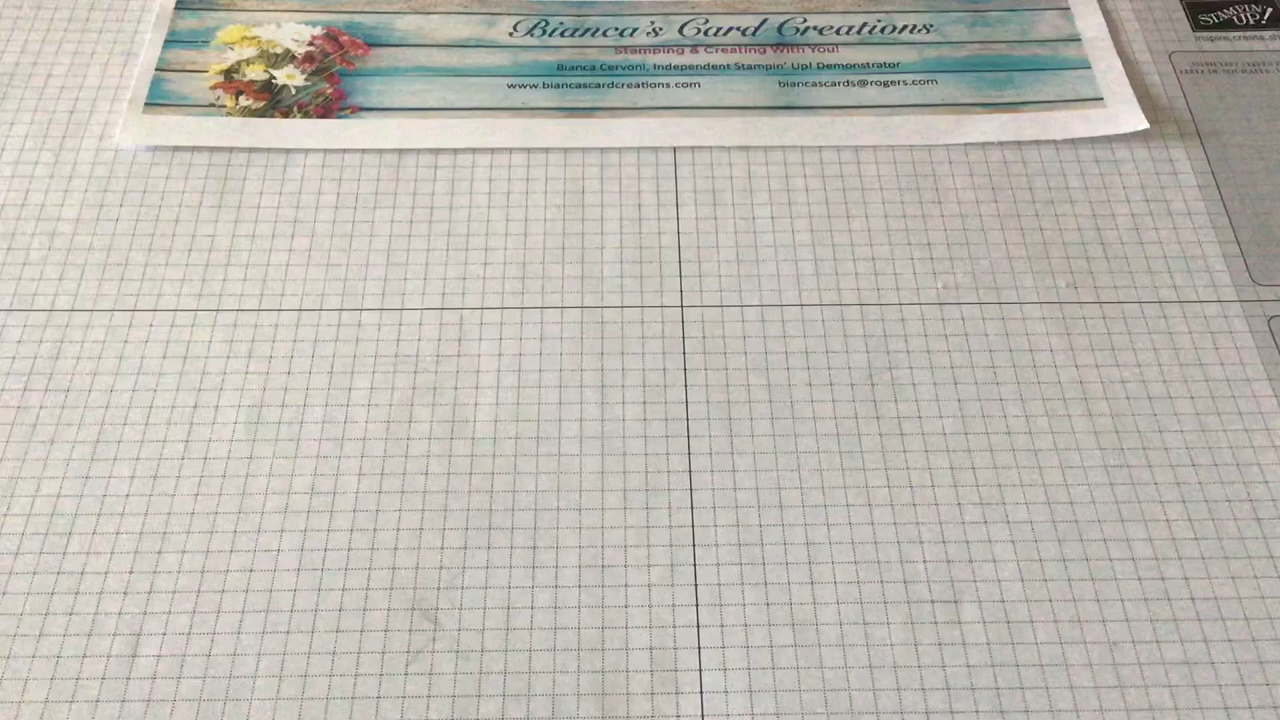 Bianca's Card Creations
Stamping & Creating With You!
Bianca Cervoni, Independent Stampin' Up! Demonstrator
www.biancascardcreations.com biancascards@rogers.com
STAMPIN' UP!
inspire.create.sh